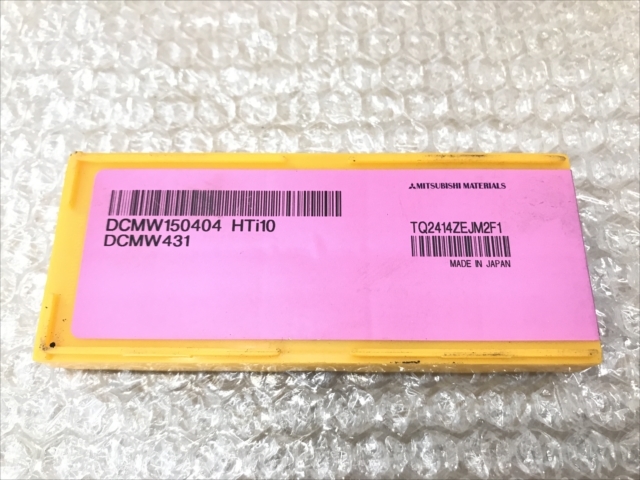 MITSUBISHI MATERIALS
DCMW150404 HTi10
DCMW431
TQ2414ZEJM2F1
MADE IN JAPAN